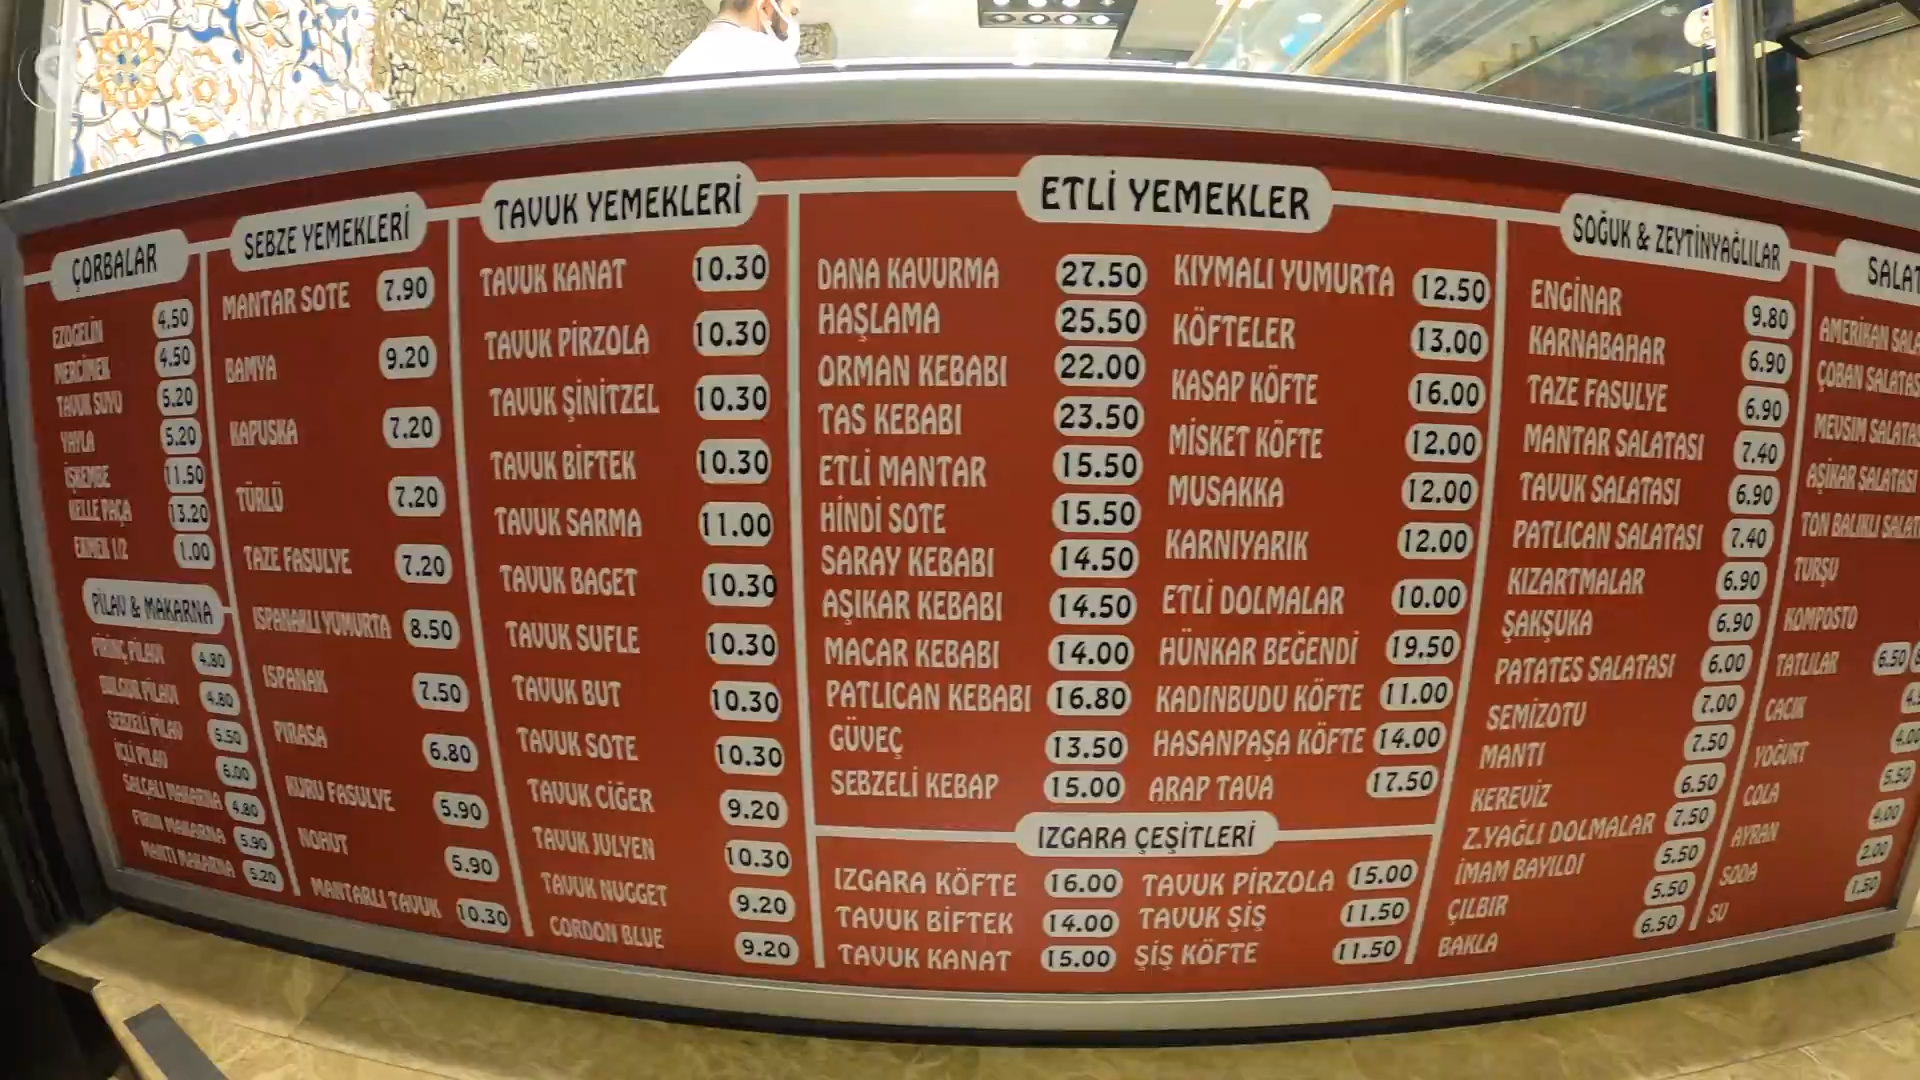 ÇORBALAR
EZOGELİN 4.50
MERCİMEK 4.50
TAVUK SUYU 5.20
YAYLA 5.20
İŞKEMBE 11.50
KELLE PAÇA 13.20
EKMEK 1/2 1.00
PİLAV & MAKARNA
PİRİNÇ PİLAVI 4.80
BULGUR PİLAVI 4.80
SEBZELİ PİLAV 5.50
İÇLİ PİLAV 6.00
SALÇALI MAKARNA 4.80
FIRIN MAKARNA 5.90
MANTI MAKARNA 5.20
SEBZE YEMEKLERİ
MANTAR SOTE 7.90
BAMYA 9.20
KAPUSKA 7.20
TÜRLÜ 7.20
TAZE FASULYE 7.20
ISPANAKLI YUMURTA 8.50
ISPANAK 7.50
PIRASA 6.80
KURU FASULYE 5.90
NOHUT 5.90
MANTARLI TAVUK 10.30
TAVUK YEMEKLERİ
TAVUK KANAT 10.30
TAVUK PİRZOLA 10.30
TAVUK ŞİNİTZEL 10.30
TAVUK BİFTEK 10.30
TAVUK SARMA 11.00
TAVUK BAGET 10.30
TAVUK SUFLE 10.30
TAVUK BUT 10.30
TAVUK SOTE 10.30
TAVUK CİĞER 9.20
TAVUK JULYEN 10.30
TAVUK NUGGET 9.20
CORDON BLUE 9.20
ETLİ YEMEKLER
DANA KAVURMA 27.50
HAŞLAMA 25.50
ORMAN KEBABI 22.00
TAS KEBABI 23.50
ETLİ MANTAR 15.50
HİNDİ SOTE 15.50
SARAY KEBABI 14.50
AŞIKAR KEBABI 14.50
MACAR KEBABI 14.00
PATLICAN KEBABI 16.80
GÜVEÇ 13.50
SEBZELİ KEBAP 15.00
KIYMALI YUMURTA 12.50
KÖFTELER 13.00
KASAP KÖFTE 16.00
MİSKET KÖFTE 12.00
MUSAKKA 12.00
KARNIYARIK 12.00
ETLİ DOLMALAR 10.00
HÜNKAR BEĞENDİ 19.50
KADINBUDU KÖFTE 11.00
HASANPAŞA KÖFTE 14.00
ARAP TAVA 17.50
IZGARA ÇEŞİTLERİ
IZGARA KÖFTE 16.00
TAVUK BİFTEK 14.00
TAVUK KANAT 15.00
TAVUK PİRZOLA 15.00
TAVUK ŞİŞ 11.50
ŞİŞ KÖFTE 11.50
SOĞUK & ZEYTİNYAĞLILAR
ENGİNAR 9.80
KARNABAHAR 6.90
TAZE FASULYE 6.90
MANTAR SALATASI 7.40
TAVUK SALATASI 6.90
PATLICAN SALATASI 7.40
KIZARTMALAR 6.90
ŞAKŞUKA 6.90
PATATES SALATASI 6.00
SEMİZOTU 7.00
MANTI 7.50
KEREVİZ 6.50
Z.YAĞLI DOLMALAR 7.50
İMAM BAYILDI 5.50
ÇILBIR 5.50
BAKLA 6.50
SALAT
AMERİKAN SALA
ÇOBAN SALATAS
MEVSİM SALATA
AŞİKAR SALATASI
TON BALIKLI SALAT
TURŞU
KOMPOSTO
TATLILAR 6.50
CACIK
YOĞURT 4.00
COLA 5.50
AYRAN 4.00
SODA 2.00
SU 1.50